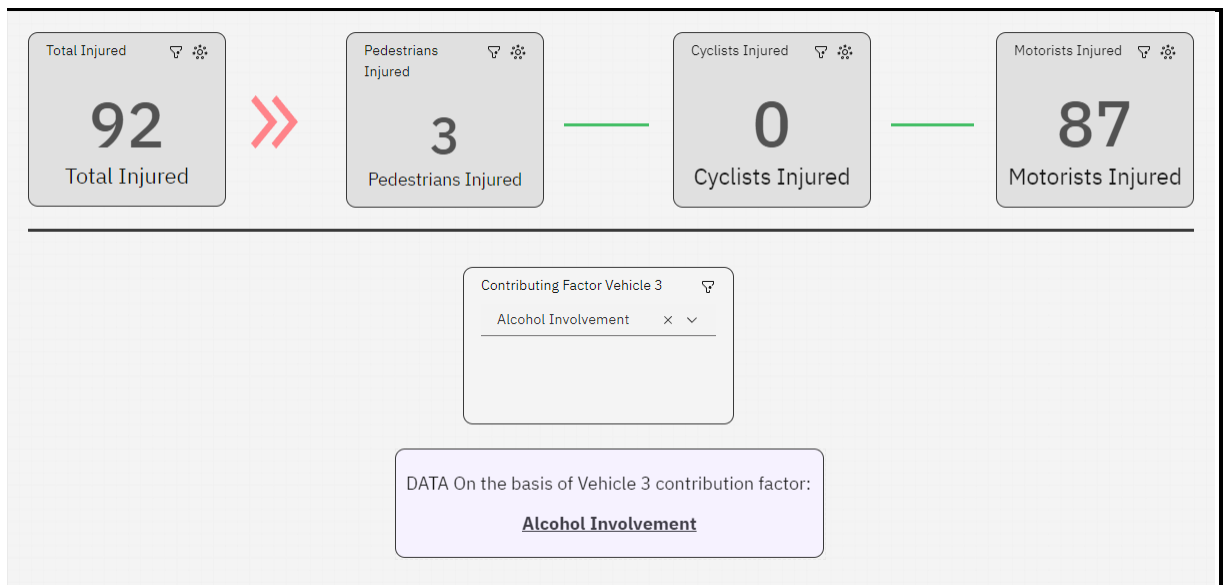 Total Injured
92
Total Injured
Pedestrians
Injured
3
Pedestrians Injured
Cyclists Injured
0
Cyclists Injured
Motorists Injured
87
Motorists Injured
Contributing Factor Vehicle 3
Alcohol Involvement
DATA On the basis of Vehicle 3 contribution factor:
Alcohol Involvement